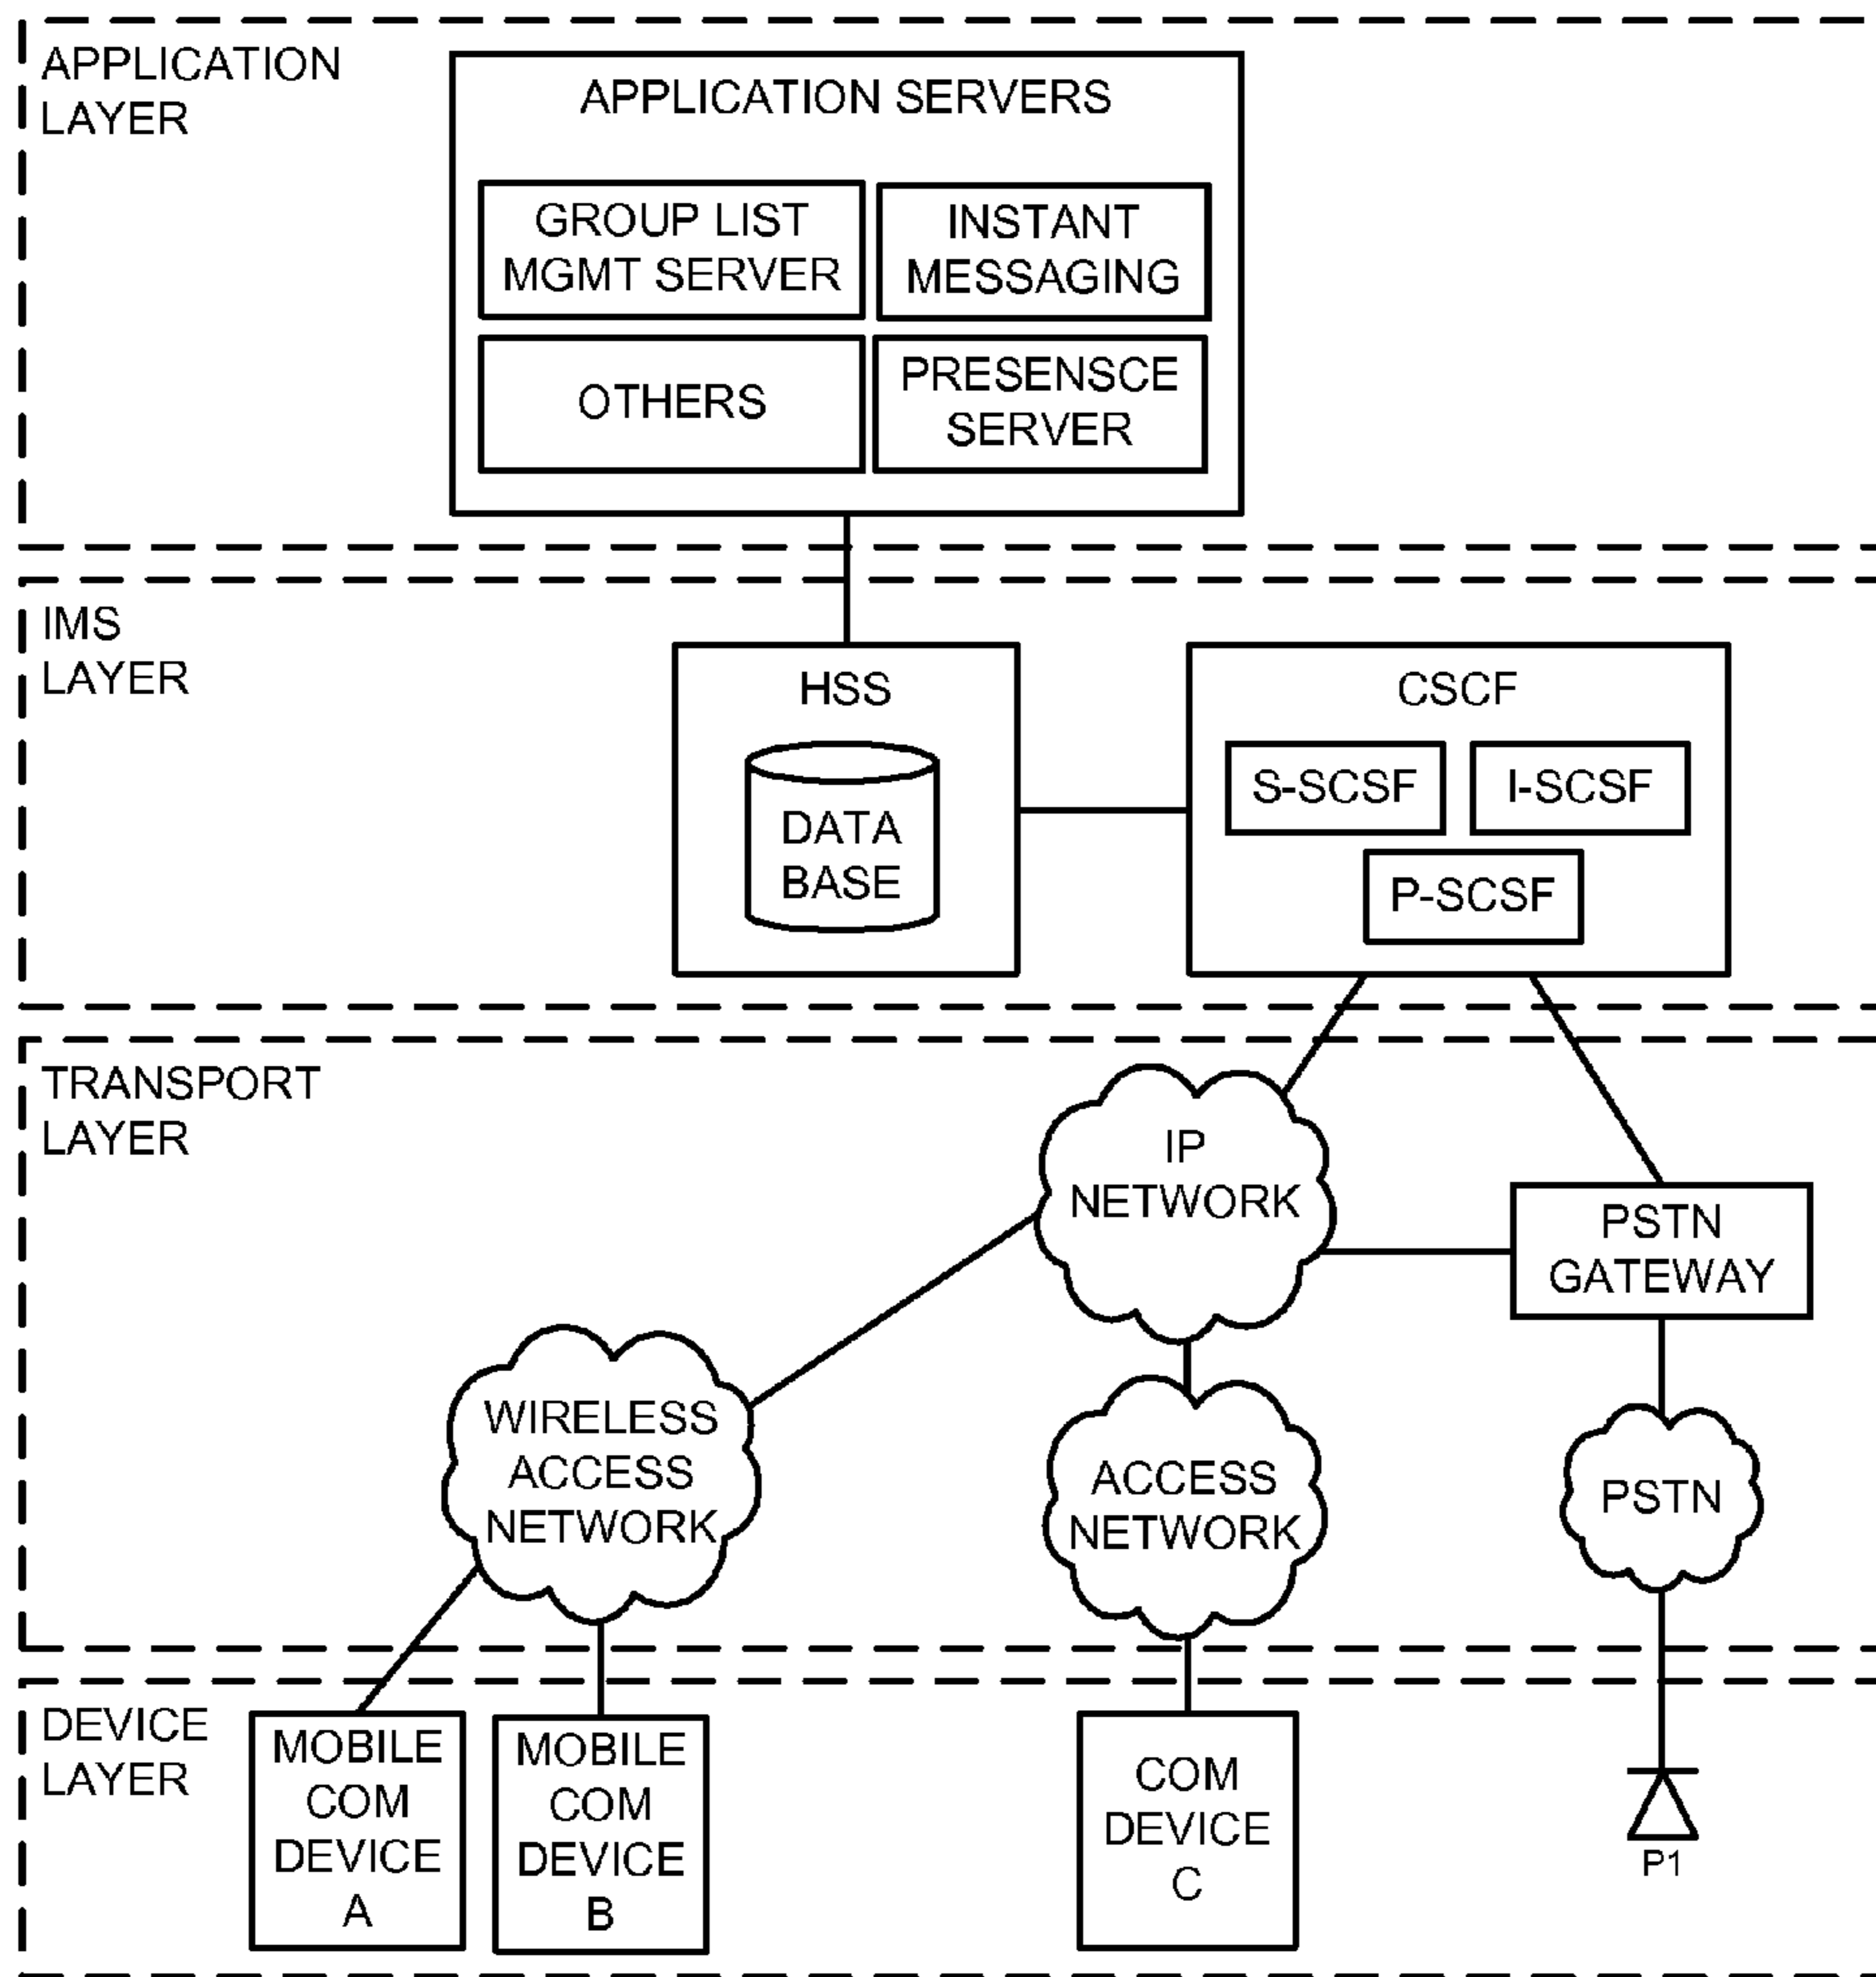 APPLICATION
LAYER
APPLICATION SERVERS
GROUP LIST
MGMT SERVER
INSTANT
MESSAGING
OTHERS
PRESENSCE
SERVER
IMS
LAYER
HSS
DATA
BASE
CSCF
S-SCSF
I-SCSF
P-SCSF
TRANSPORT
LAYER
IP
NETWORK
PSTN
GATEWAY
WIRELESS
ACCESS
NETWORK
ACCESS
NETWORK
PSTN
DEVICE
LAYER
MOBILE
COM
DEVICE
A
MOBILE
COM
DEVICE
B
COM
DEVICE
C
P1